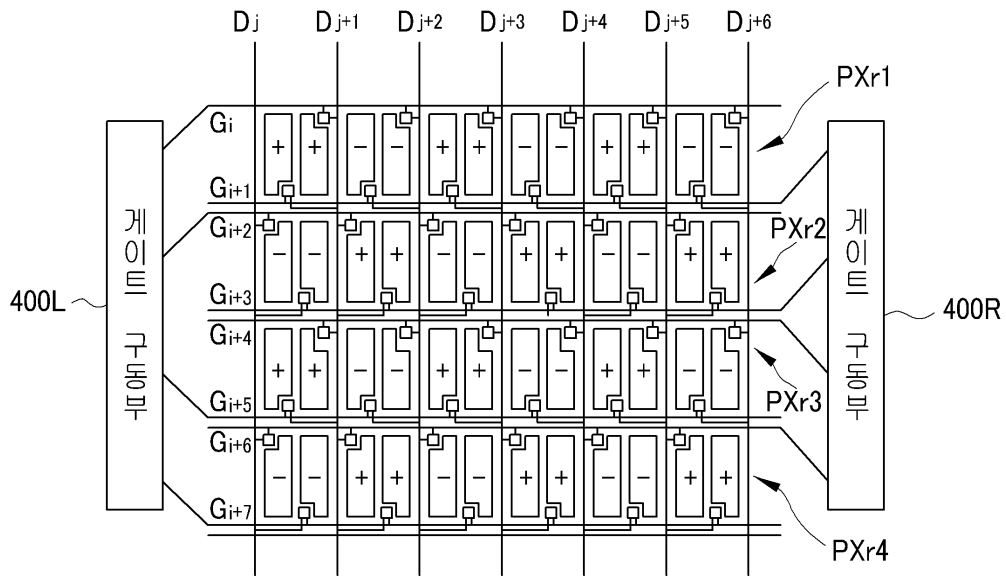 Dj Dj+1 Dj+2 Dj+3 Dj+4 Dj+5 Dj+6
PXr1
Gi
+ + − − + + − − + + − −
Gi+1
게이트 구동부
게이트 구동부
Gi+2
PXr2
− − + + − − + + − − + +
Gi+3
400L
400R
Gi+4
+ + − − + + − − + + − −
PXr3
Gi+5
Gi+6
− − + + − − + + − − + +
Gi+7
PXr4